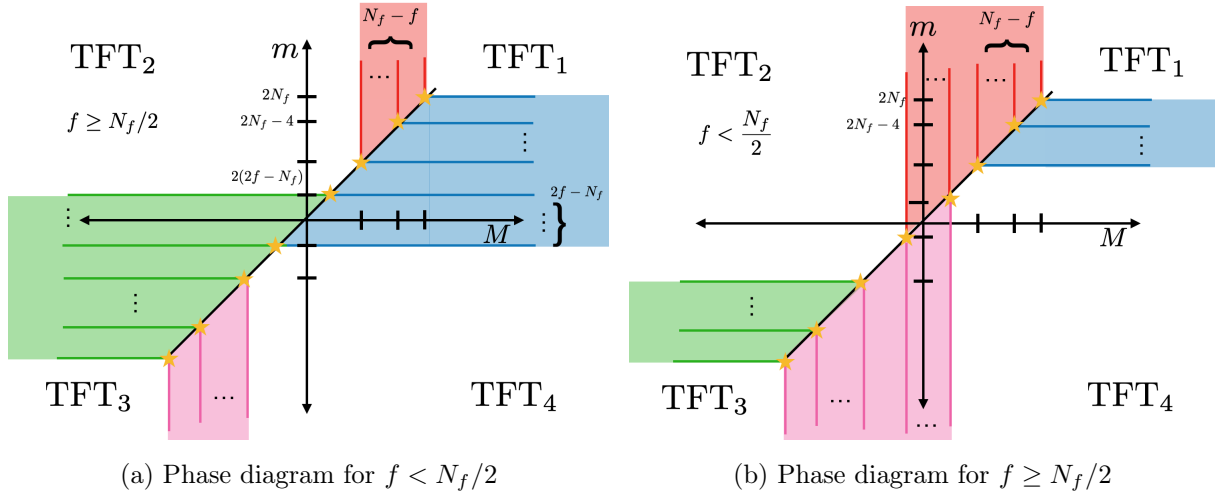 m
N_f − f
TFT_2
TFT_1
...
f ≥ N_f/2
2N_f
2N_f−4
⋮
2(2f−N_f)
2f−N_f
⋮
⋮
}
M
⋮
TFT_3
...
TFT_4
(a) Phase diagram for f < N_f/2
m
N_f − f
TFT_2
...
...
TFT_1
f < N_f/2
2N_f
2N_f−4
⋮
M
⋮
TFT_3
...
...
TFT_4
(b) Phase diagram for f ≥ N_f/2